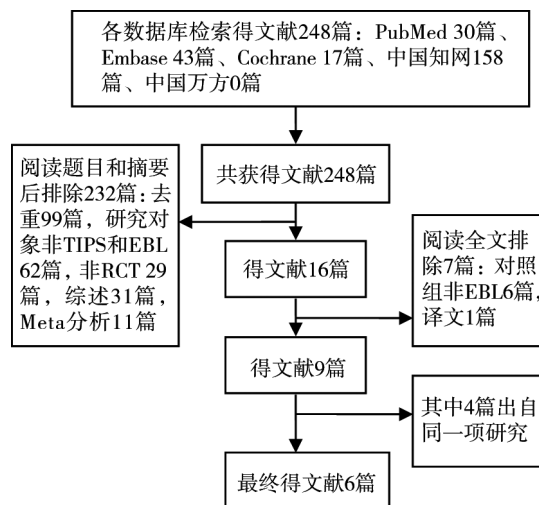 各数据库检索得文献248篇：PubMed 30篇、
Embase 43篇、Cochrane 17篇、中国知网158
篇、中国万方0篇
共获得文献248篇
阅读题目和摘要
后排除232篇：去
重99篇，研究对
象非TIPS和EBL
62篇，非RCT 29
篇，综述31篇，
Meta分析11篇
得文献16篇
阅读全文排
除7篇：对照
组非EBL6篇，
译文1篇
得文献9篇
其中4篇出自
同一项研究
最终得文献6篇